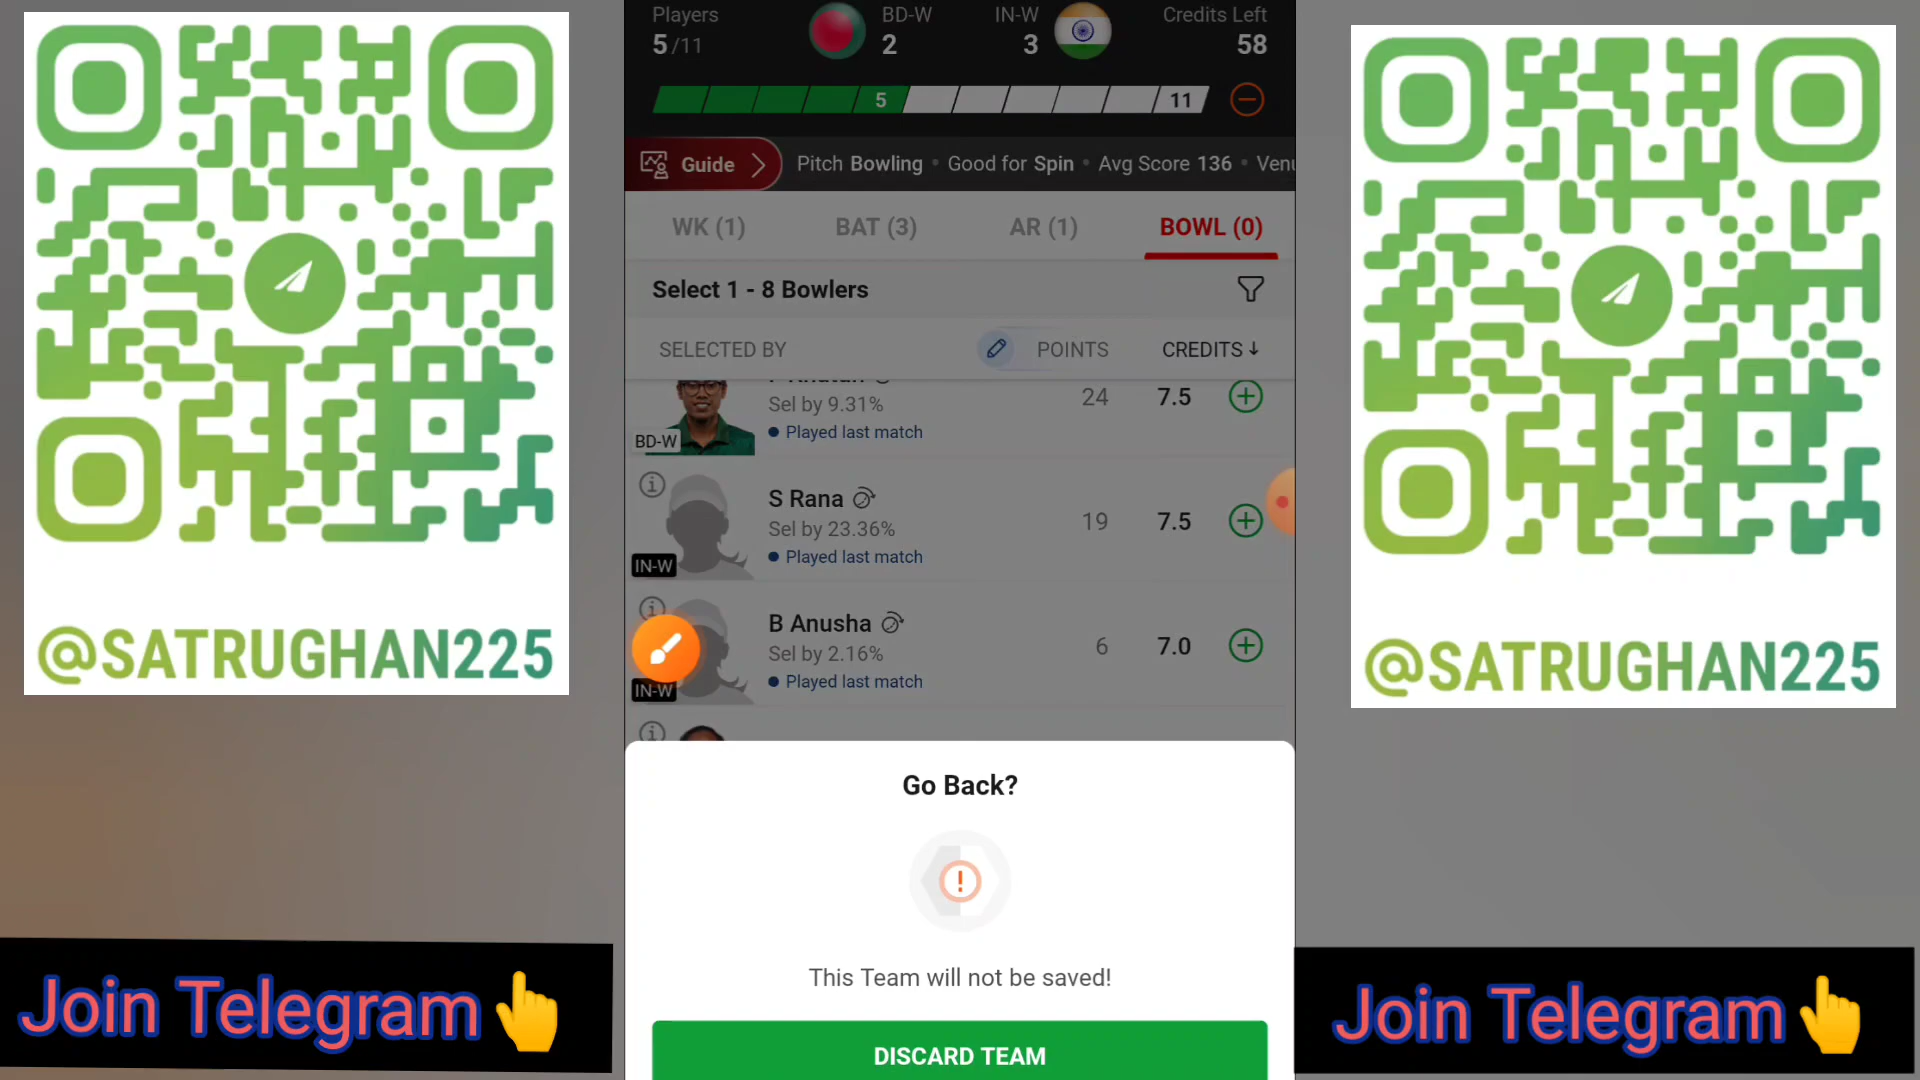 Players
5 /11
BD-W
2
IN-W
3
Credits Left
58
5
11
Guide
Pitch Bowling • Good for Spin • Avg Score 136 •
WK (1)
BAT (3)
AR (1)
BOWL (0)
Select 1 - 8 Bowlers
SELECTED BY
POINTS
CREDITS ↓
Sel by 9.31%
24
7.5
Played last match
BD-W
S Rana
Sel by 23.36%
19
7.5
Played last match
IN-W
B Anusha
Sel by 2.16%
6
7.0
Played last match
IN-W
Go Back?
This Team will not be saved!
DISCARD TEAM
@SATRUGHAN225
Join Telegram
@SATRUGHAN225
Join Telegram